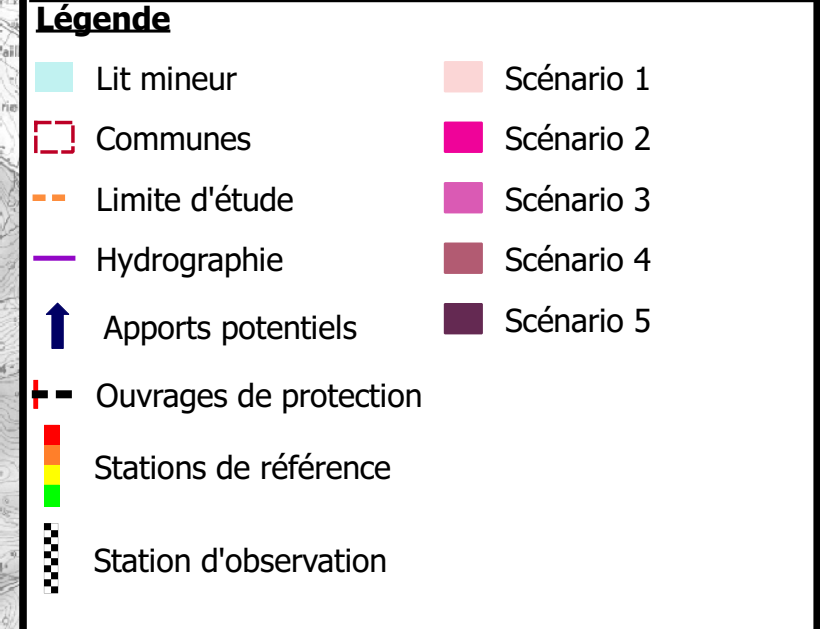 Légende
Lit mineur
Communes
Limite d'étude
Hydrographie
Apports potentiels
Ouvrages de protection
Stations de référence
Station d'observation
Scénario 1
Scénario 2
Scénario 3
Scénario 4
Scénario 5